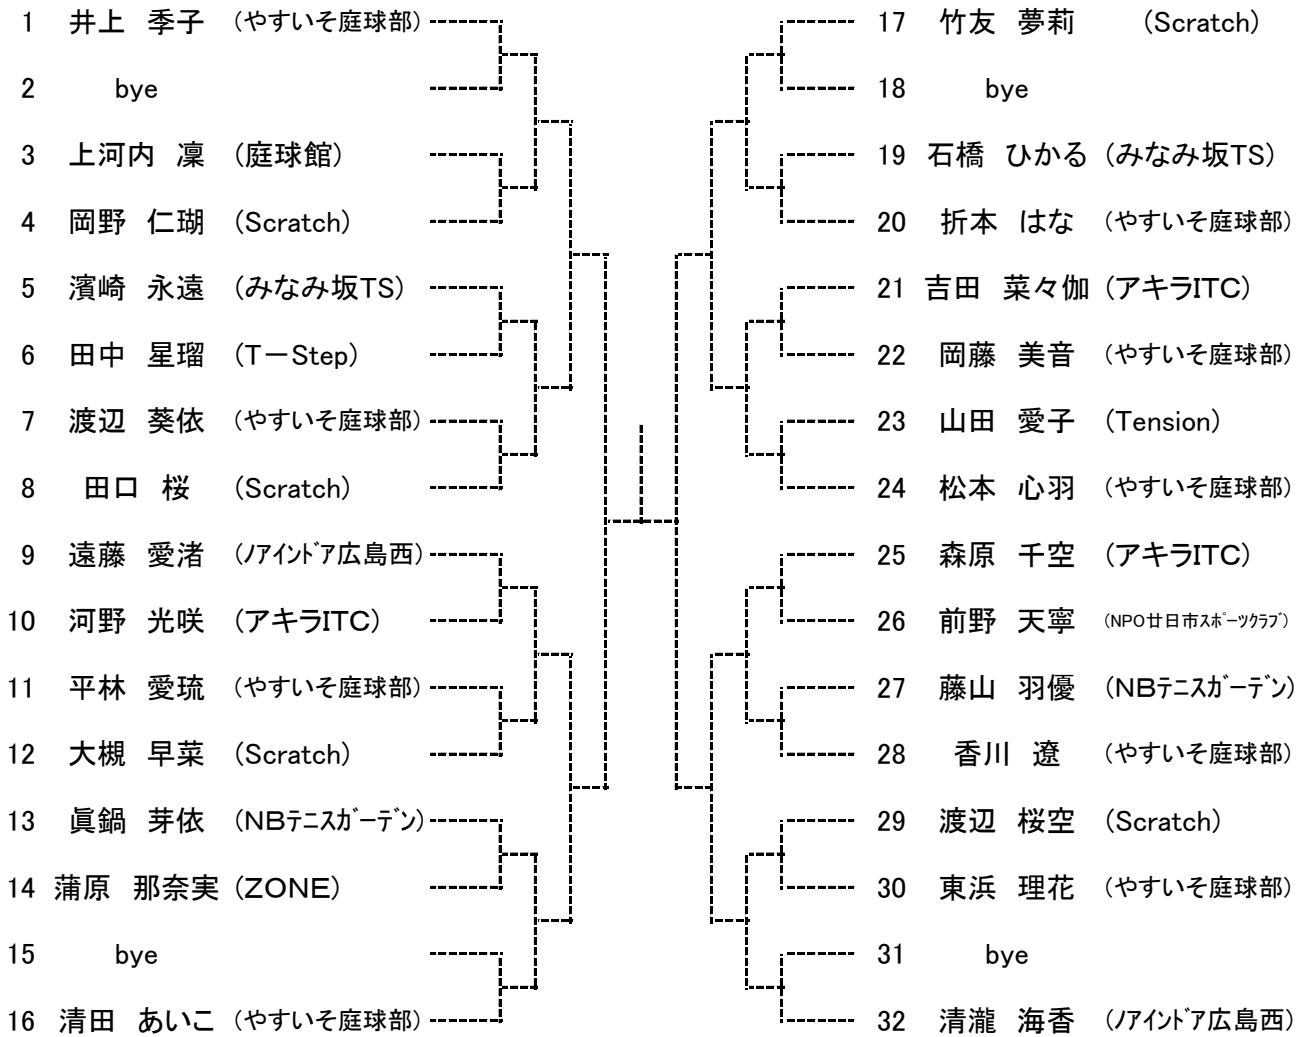 1 井上 季子 (やすいそ庭球部)
2 bye
3 上河内 凜 (庭球館)
4 岡野 仁瑚 (Scratch)
5 濱崎 永遠 (みなみ坂TS)
6 田中 星瑠 (T－Step)
7 渡辺 葵依 (やすいそ庭球部)
8 田口 桜 (Scratch)
9 遠藤 愛渚 (ﾉｱｲﾝﾄﾞｱ広島西)
10 河野 光咲 (アキラITC)
11 平林 愛琉 (やすいそ庭球部)
12 大槻 早菜 (Scratch)
13 眞鍋 芽依 (NBﾃﾆｽｶﾞｰﾃﾞﾝ)
14 蒲原 那奈実 (ZONE)
15 bye
16 清田 あいこ (やすいそ庭球部)
17 竹友 夢莉 (Scratch)
18 bye
19 石橋 ひかる (みなみ坂TS)
20 折本 はな (やすいそ庭球部)
21 吉田 菜々伽 (アキラITC)
22 岡藤 美音 (やすいそ庭球部)
23 山田 愛子 (Tension)
24 松本 心羽 (やすいそ庭球部)
25 森原 千空 (アキラITC)
26 前野 天寧 (NPO廿日市ｽﾎﾟｰﾂｸﾗﾌﾞ)
27 藤山 羽優 (NBﾃﾆｽｶﾞｰﾃﾞﾝ)
28 香川 遼 (やすいそ庭球部)
29 渡辺 桜空 (Scratch)
30 東浜 理花 (やすいそ庭球部)
31 bye
32 清瀧 海香 (ﾉｱｲﾝﾄﾞｱ広島西)